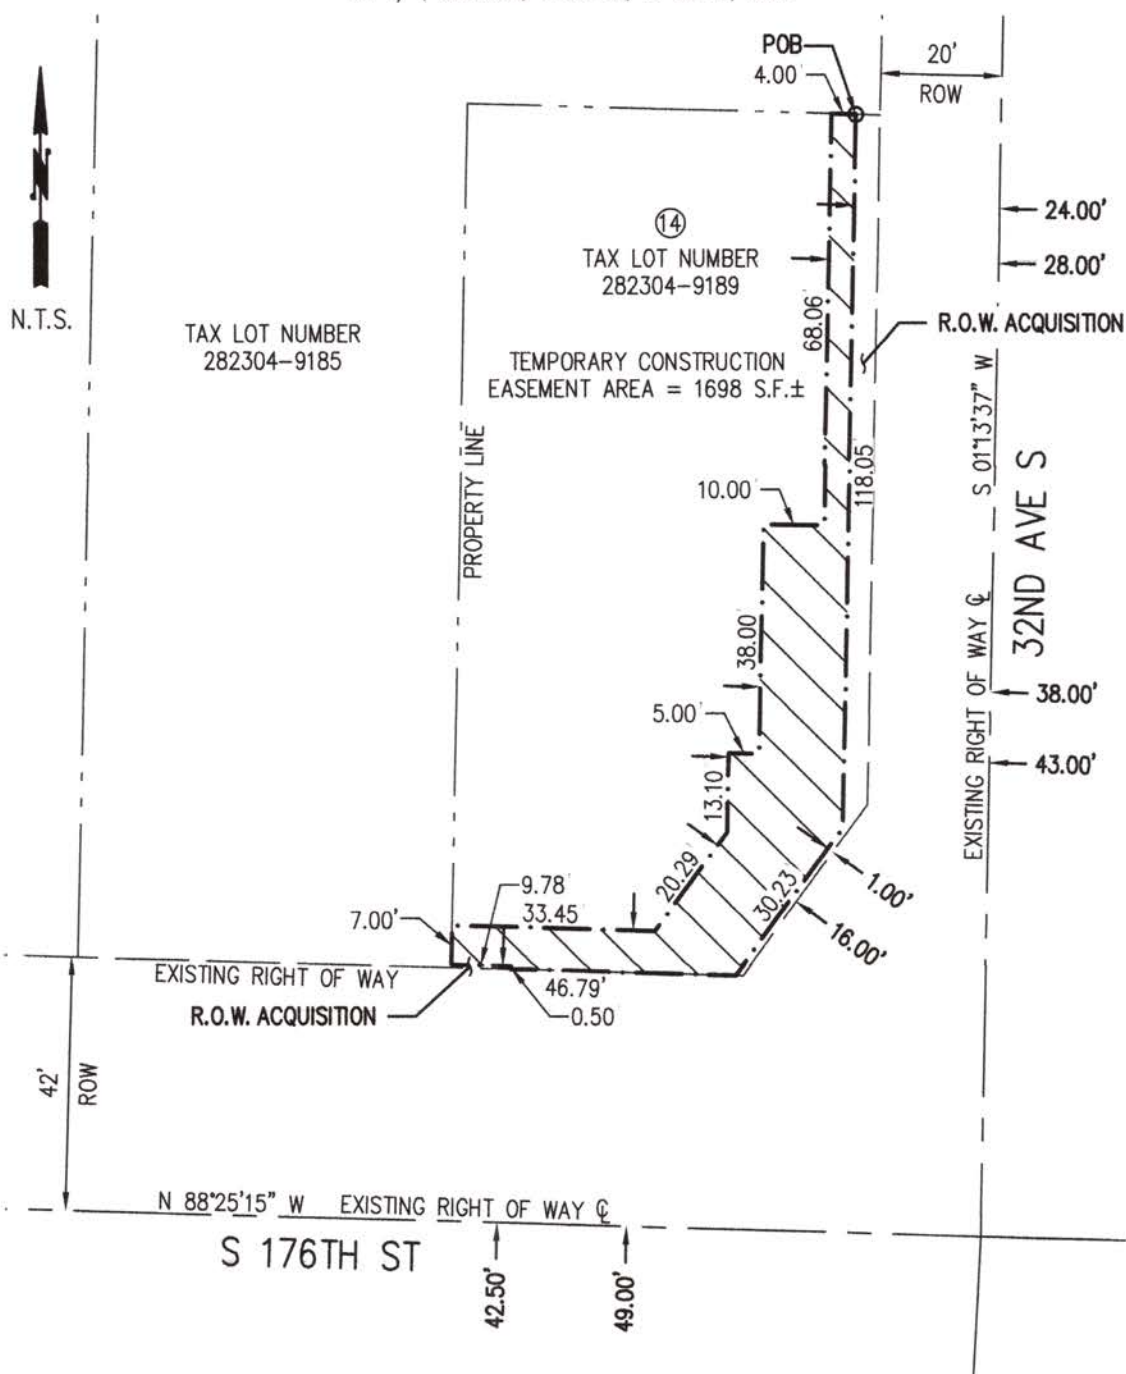 POB
4.00'
20'
ROW
N
N.T.S.
24.00'
28.00'
14
TAX LOT NUMBER
282304-9189
TAX LOT NUMBER
282304-9185
68.06'
R.O.W. ACQUISITION
TEMPORARY CONSTRUCTION
EASEMENT AREA = 1698 S.F.±
S 01°13'37" W
PROPERTY LINE
118.05'
10.00'
32ND AVE S
38.00'
EXISTING RIGHT OF WAY ℄
38.00'
5.00'
43.00'
13.10
20.29'
30.23'
1.00'
16.00'
9.78'
33.45'
7.00'
EXISTING RIGHT OF WAY
46.79'
R.O.W. ACQUISITION
0.50
42'
ROW
N 88°25'15" W EXISTING RIGHT OF WAY ℄
S 176TH ST
42.50'
49.00'